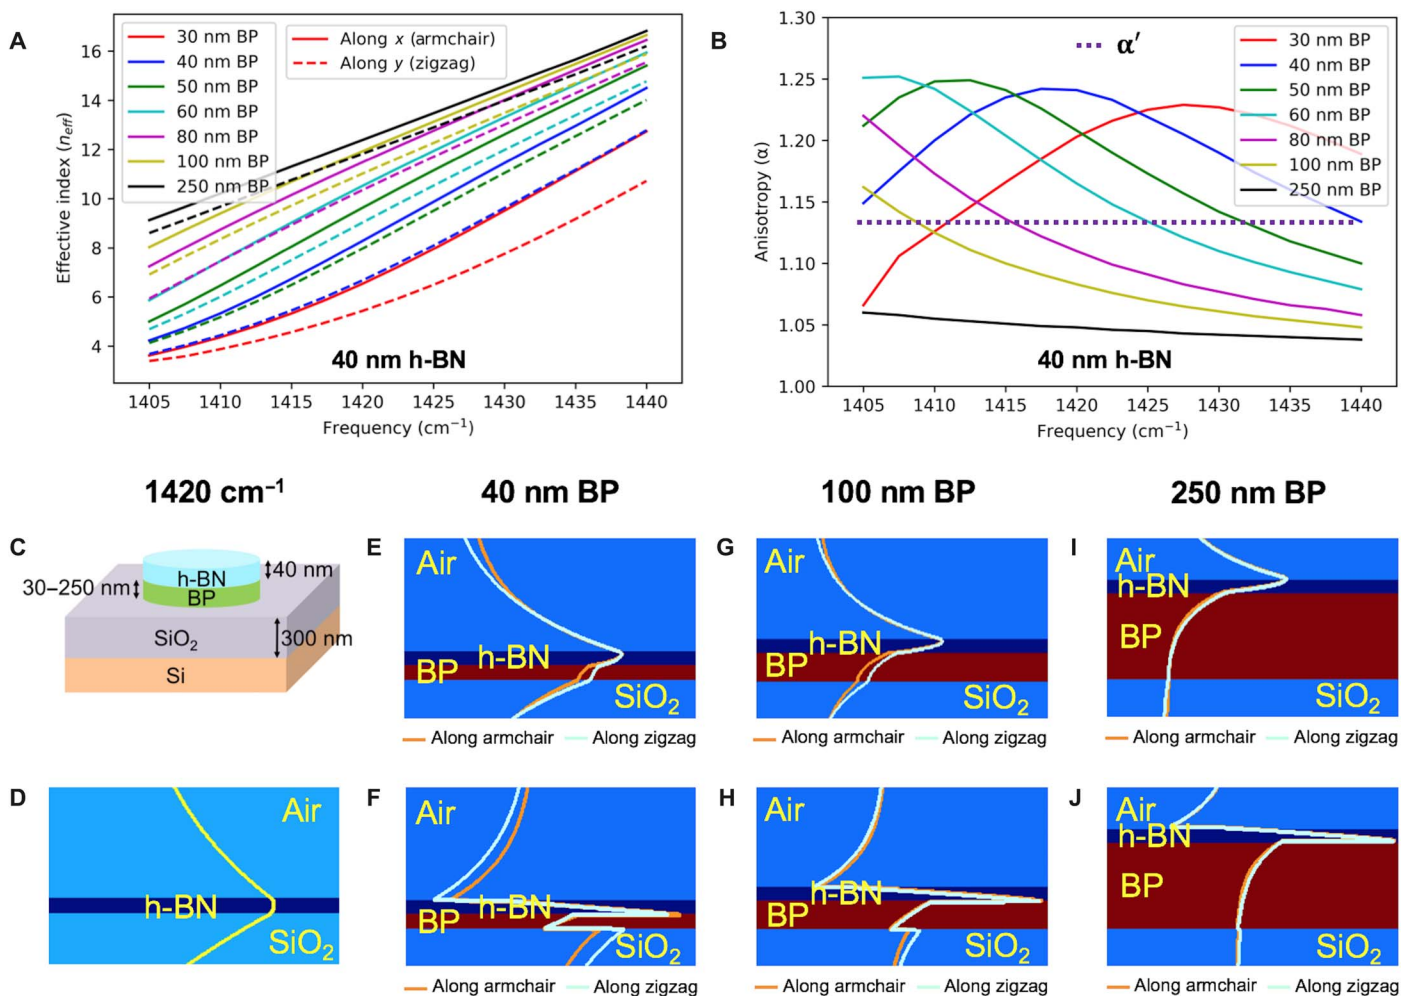 A
Effective index (n_eff)
16
14
12
10
8
6
4
30 nm BP
40 nm BP
50 nm BP
60 nm BP
80 nm BP
100 nm BP
250 nm BP
Along x (armchair)
Along y (zigzag)
40 nm h-BN
1405 1410 1415 1420 1425 1430 1435 1440
Frequency (cm⁻¹)
B
Anisotropy (α)
1.30
1.25
1.20
1.15
1.10
1.05
1.00
α′
30 nm BP
40 nm BP
50 nm BP
60 nm BP
80 nm BP
100 nm BP
250 nm BP
40 nm h-BN
1405 1410 1415 1420 1425 1430 1435 1440
Frequency (cm⁻¹)
1420 cm⁻¹
40 nm BP
100 nm BP
250 nm BP
C
h-BN
40 nm
30–250 nm
BP
SiO₂
300 nm
Si
E
Air
h-BN
BP
SiO₂
Along armchair Along zigzag
G
Air
h-BN
BP
SiO₂
Along armchair Along zigzag
I
Air
h-BN
BP
SiO₂
Along armchair Along zigzag
D
Air
h-BN
SiO₂
F
Air
h-BN
BP
SiO₂
Along armchair Along zigzag
H
Air
h-BN
BP
SiO₂
Along armchair Along zigzag
J
Air
h-BN
BP
SiO₂
Along armchair Along zigzag